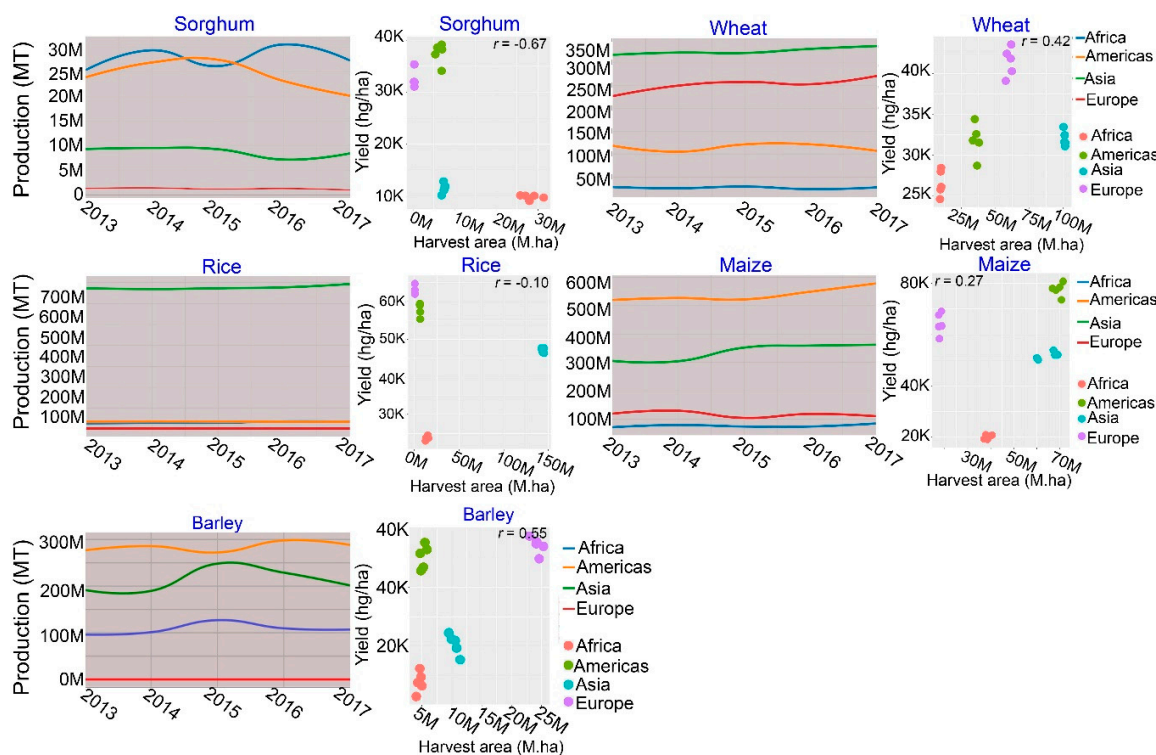 Sorghum
Production (MT)
30M
25M
20M
15M
10M
5M
0
2013
2014
2015
2016
2017
Sorghum
r = -0.67
Yield (hg/ha)
40K
30K
40K
20K
10K
0M
10M
20M
30M
Harvest area (M.ha)
Wheat
350M
300M
250M
200M
150M
100M
50M
2013
2014
2015
2016
2017
Wheat
r = 0.42
Yield (hg/ha)
40K
35K
30K
25K
25M
50M
75M
100M
Harvest area (M.ha)
Africa
Americas
Asia
Europe
Africa
Americas
Asia
Europe
Rice
Production (MT)
700M
600M
500M
400M
300M
200M
100M
2013
2014
2015
2016
2017
Rice
r = -0.10
Yield (hg/ha)
60K
50K
40K
30K
0M
50M
100M
150M
Harvest area (M.ha)
Maize
600M
500M
400M
300M
200M
100M
2013
2014
2015
2016
2017
Maize
r = 0.27
Yield (hg/ha)
80K
60K
40K
20K
30M
50M
70M
Harvest area (M.ha)
Africa
Americas
Asia
Europe
Africa
Americas
Asia
Europe
Barley
Production (MT)
300M
200M
100M
0M
2013
2014
2015
2016
2017
Barley
r = 0.55
Yield (hg/ha)
40K
40K
20K
5M
10M
15M
20M
25M
Harvest area (M.ha)
Africa
Americas
Asia
Europe
Africa
Americas
Asia
Europe